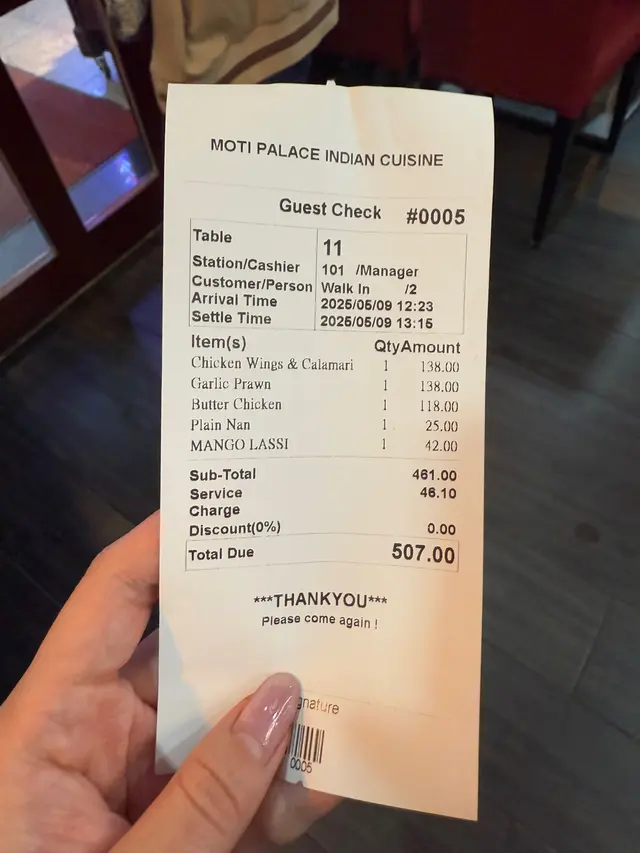 MOTI PALACE INDIAN CUISINE
Guest Check #0005
Table 11
Station/Cashier 101 /Manager
Customer/Person Walk In /2
Arrival Time 2025/05/09 12:23
Settle Time 2025/05/09 13:15
Item(s) Qty Amount
Chicken Wings & Calamari 1 138.00
Garlic Prawn 1 138.00
Butter Chicken 1 118.00
Plain Nan 1 25.00
MANGO LASSI 1 42.00
Sub-Total 461.00
Service 46.10
Charge
Discount(0%) 0.00
Total Due 507.00
***THANKYOU***
Please come again !
gnature
0005